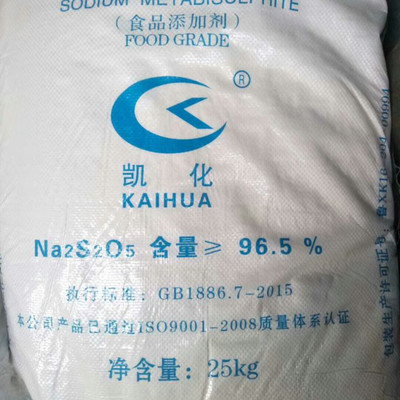 SODIUM METABISULPHITE
(食品添加剂)
FOOD GRADE
®
凯化
KAIHUA
Na2S2O5 含量≥ 96.5 %
执行标准: GB1886.7-2015
本公司产品已通过ISO9001-2008质量体系认证
净含量: 25kg